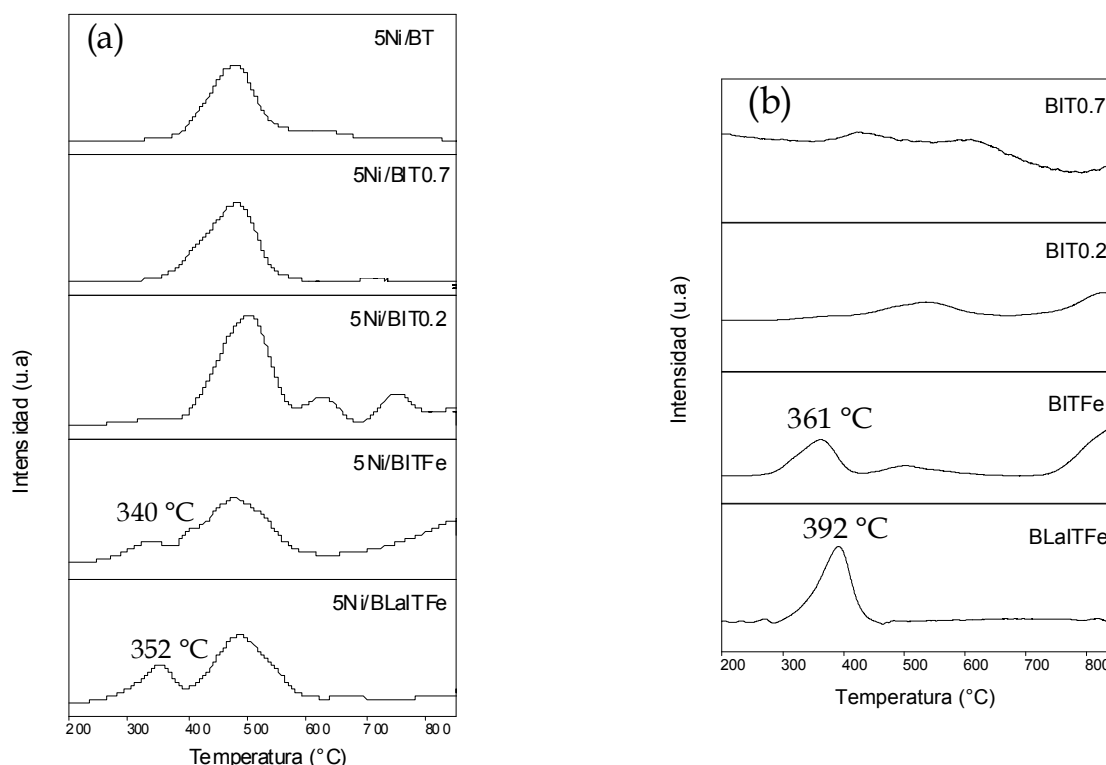 (a)
5Ni/BT
5Ni/BIT0.7
5Ni/BIT0.2
5Ni/BITFe
340 °C
5Ni/BLaITFe
352 °C
Intensidad (u.a)
200 300 400 500 600 700 800
Temperatura (°C)
(b)
BIT0.7
BIT0.2
BITFe
361 °C
BLaITFe
392 °C
Intensidad (u.a)
200 300 400 500 600 700 800
Temperatura (°C)